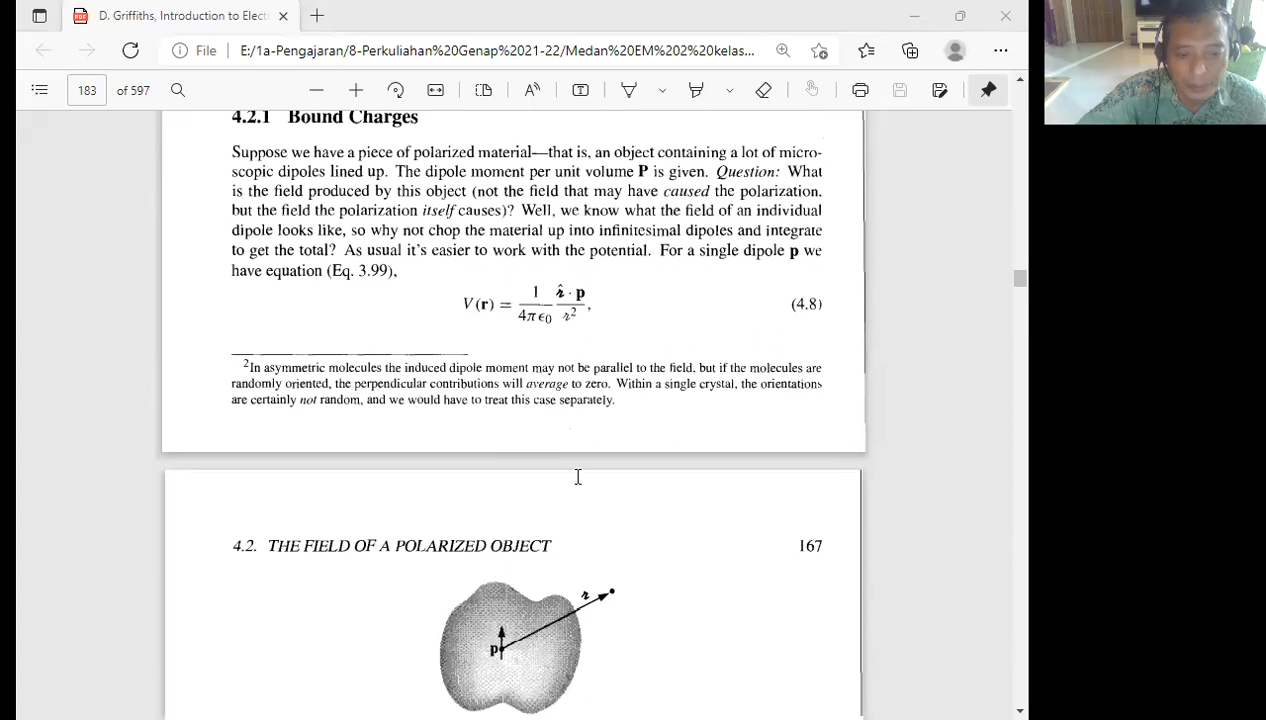 D. Griffiths, Introduction to Electr
File
E:/1a-Pengajaran/8-Perkuliahan%20Genap%2021-22/Medan%20EM%202%20kelas...
183 of 597
4.2.1 Bound Charges
Suppose we have a piece of polarized material—that is, an object containing a lot of micro-
scopic dipoles lined up. The dipole moment per unit volume P is given. Question: What
is the field produced by this object (not the field that may have caused the polarization,
but the field the polarization itself causes)? Well, we know what the field of an individual
dipole looks like, so why not chop the material up into infinitesimal dipoles and integrate
to get the total? As usual it's easier to work with the potential. For a single dipole p we
have equation (Eq. 3.99),
V(r) = 1/4πϵ0 r̂ · p/r², (4.8)
2In asymmetric molecules the induced dipole moment may not be parallel to the field, but if the molecules are
randomly oriented, the perpendicular contributions will average to zero. Within a single crystal, the orientations
are certainly not random, and we would have to treat this case separately.
4.2. THE FIELD OF A POLARIZED OBJECT 167
r
p